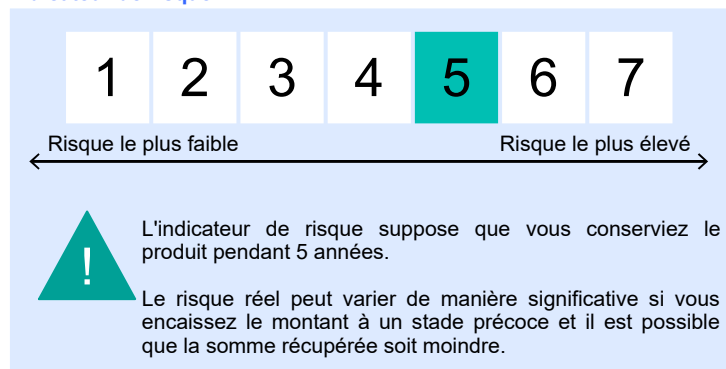 1 2 3 4 5 6 7
Risque le plus faible Risque le plus élevé
! L'indicateur de risque suppose que vous conserviez le
produit pendant 5 années.
Le risque réel peut varier de manière significative si vous
encaissez le montant à un stade précoce et il est possible
que la somme récupérée soit moindre.